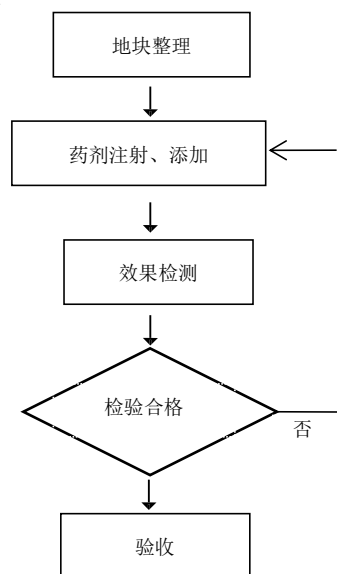 地块整理
药剂注射、添加
效果检测
检验合格
否
验收